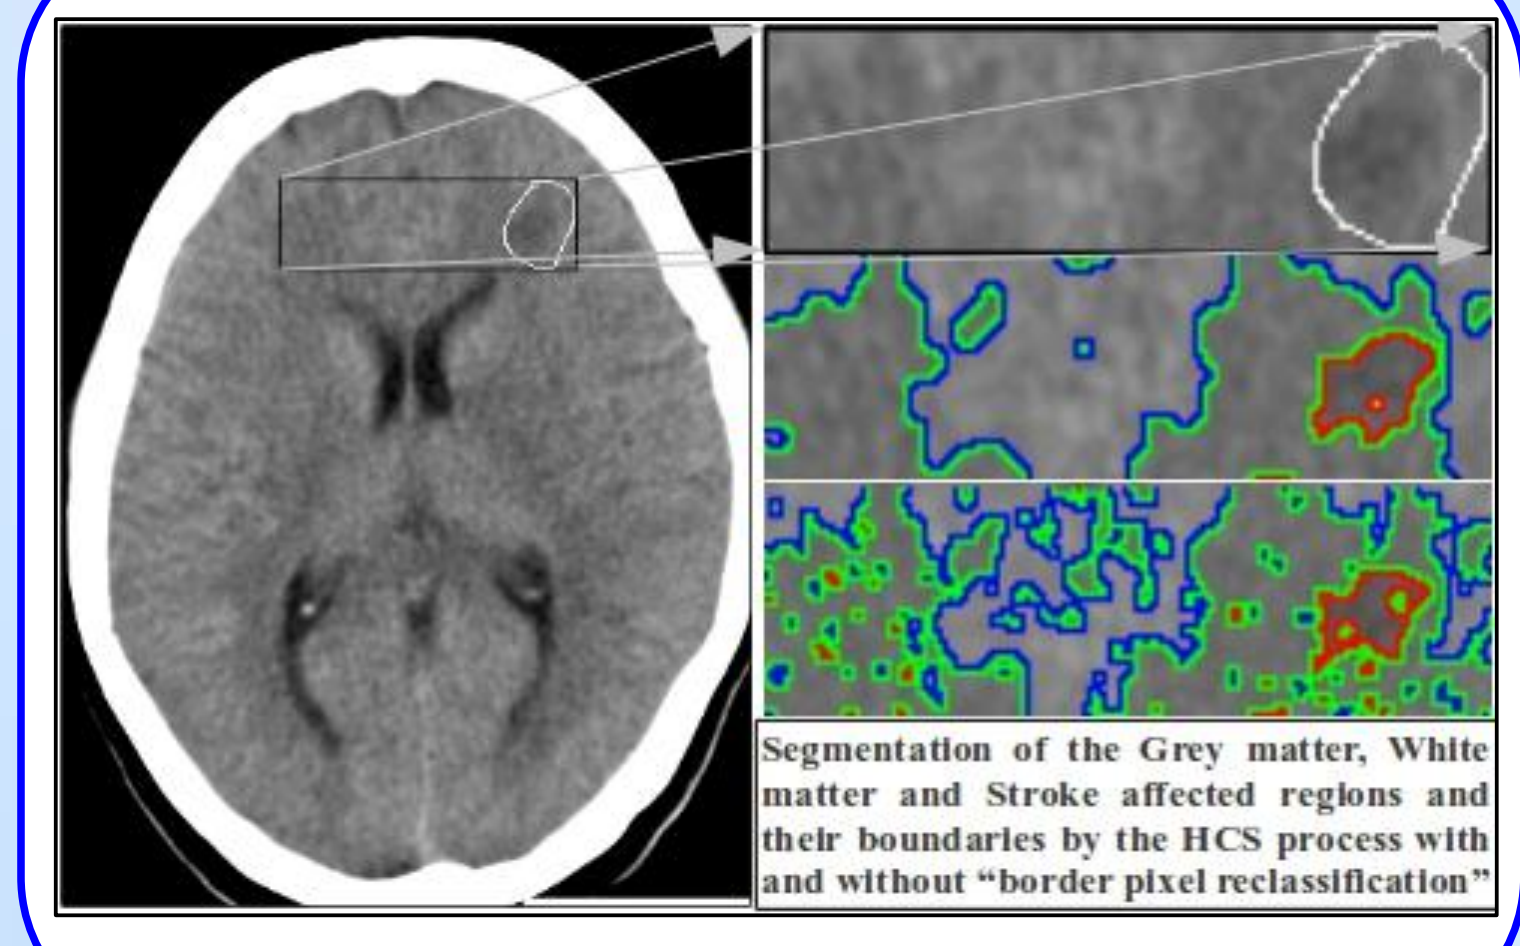 Segmentation of the Grey matter, White
matter and Stroke affected regions and
their boundaries by the HCS process with
and without “border pixel reclassification”